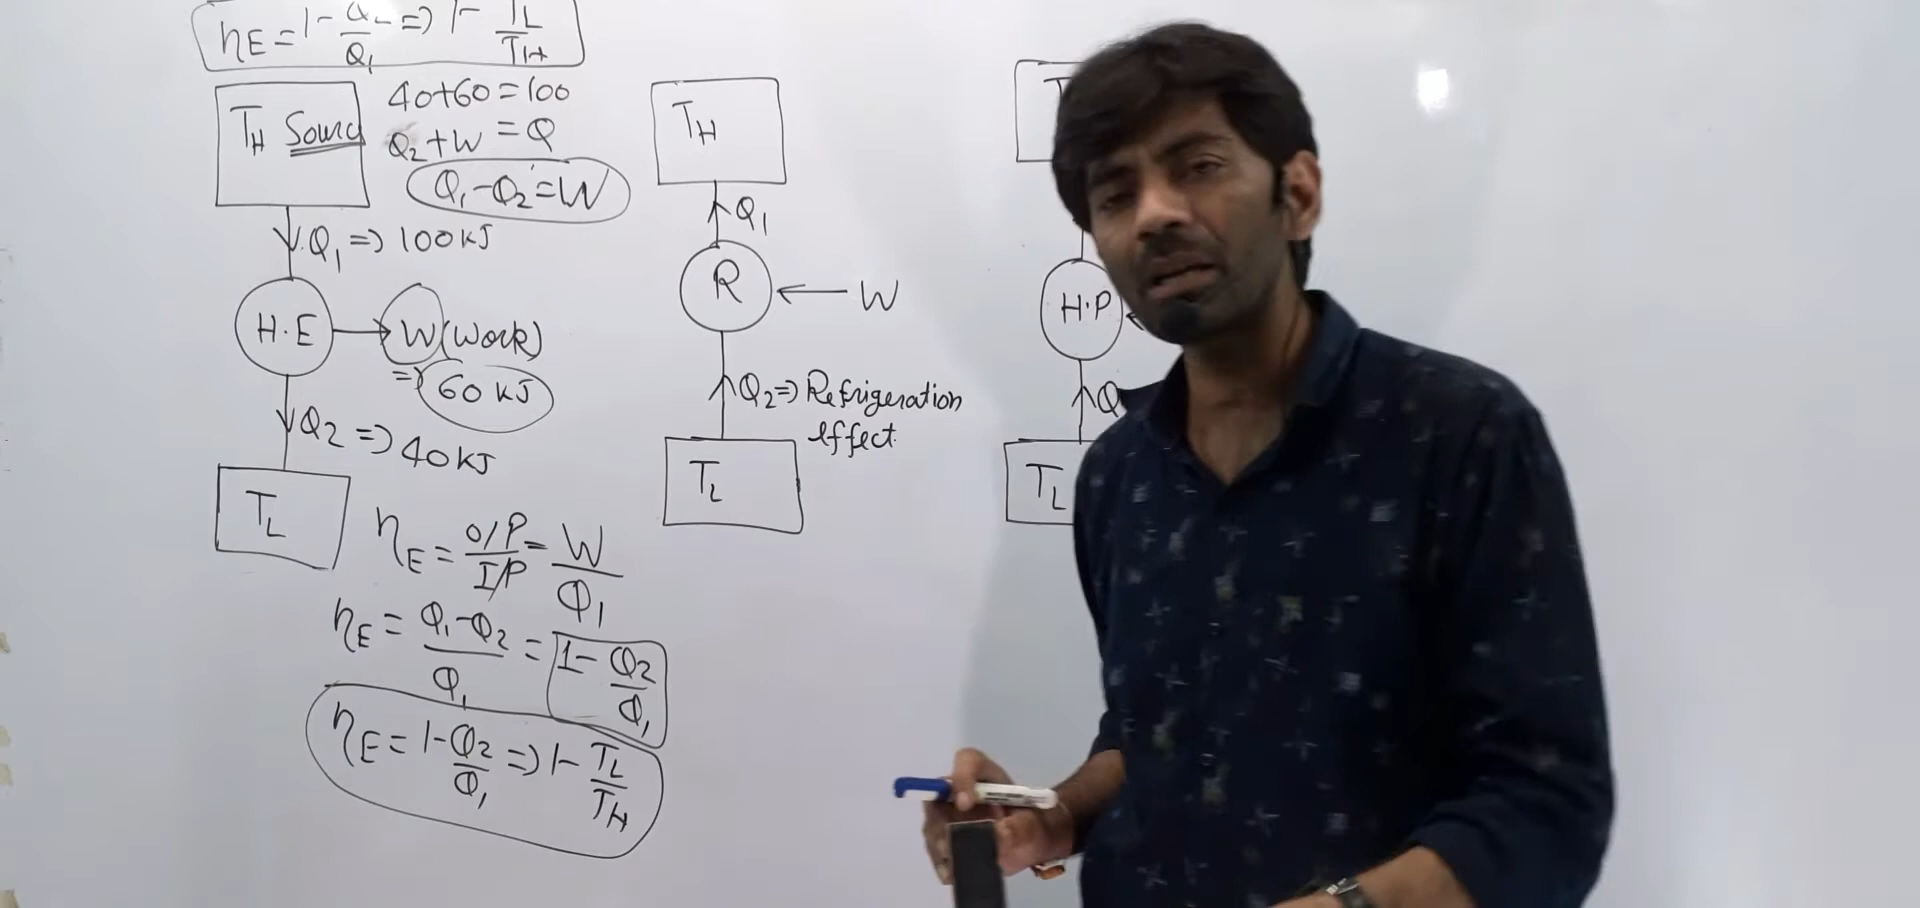 ηE = 1 - Q2/Q1 => 1 - TL/TH
TH Source
40+60=100
Q2+W = Q
Q1-Q2=W
Q1 => 100KJ
H.E
W(Work)
=> 60 KJ
Q2 => 40KJ
TL
ηE = O/P / I/P = W/Q1
ηE = Q1-Q2/Q1 = 1 - Q2/Q1
ηE = 1-Q2/Q1 => 1 - TL/TH
TH
Q1
R
W
Q2 => Refrigeration
effect
TL
T
H.P
Q
TL